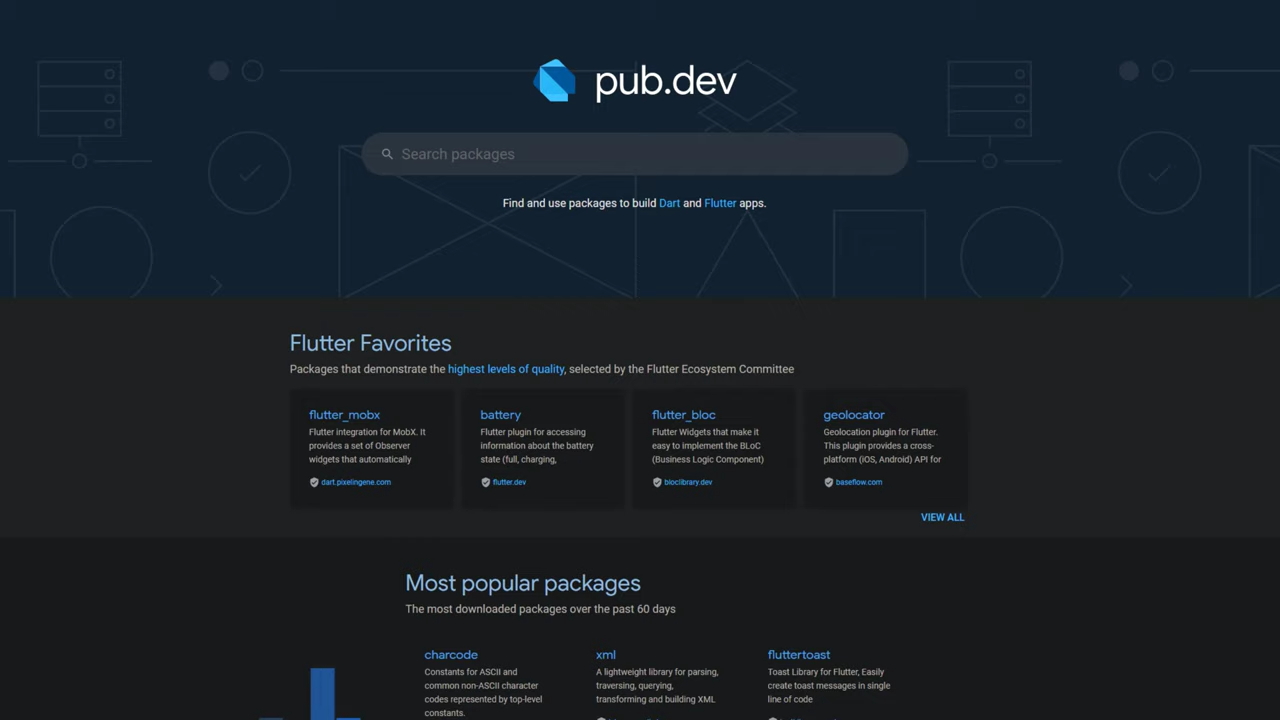 pub.dev
Search packages
Find and use packages to build Dart and Flutter apps.
Flutter Favorites
Packages that demonstrate the highest levels of quality, selected by the Flutter Ecosystem Committee
flutter_mobx
Flutter integration for MobX. It
provides a set of Observer
widgets that automatically
dart.pixelingene.com
battery
Flutter plugin for accessing
information about the battery
state (full, charging,
flutter.dev
flutter_bloc
Flutter Widgets that make it
easy to implement the BLoC
(Business Logic Component)
bloclibrary.dev
geolocator
Geolocation plugin for Flutter.
This plugin provides a cross-
platform (iOS, Android) API for
baseflow.com
VIEW ALL
Most popular packages
The most downloaded packages over the past 60 days
charcode
Constants for ASCII and
common non-ASCII character
codes represented by top-level
constants.
xml
A lightweight library for parsing,
traversing, querying,
transforming and building XML
fluttertoast
Toast Library for Flutter, Easily
create toast messages in single
line of code